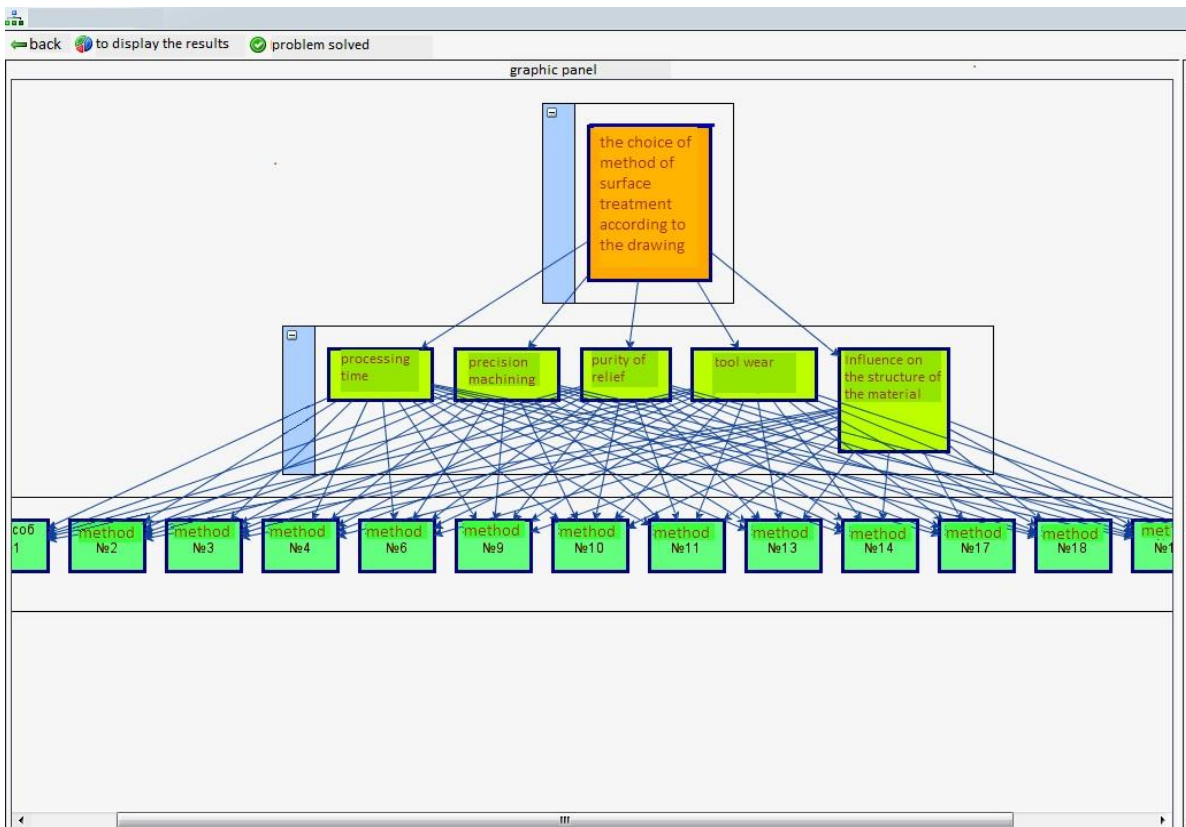 back to display the results problem solved
graphic panel
the choice of
method of
surface
treatment
according to
the drawing
processing
time
precision
machining
purity of
relief
tool wear
Influence on
the structure of
the material
соб
1
method
№2
method
№3
method
№4
method
№6
method
№9
method
№10
method
№11
method
№13
method
№14
method
№17
method
№18
met
№1